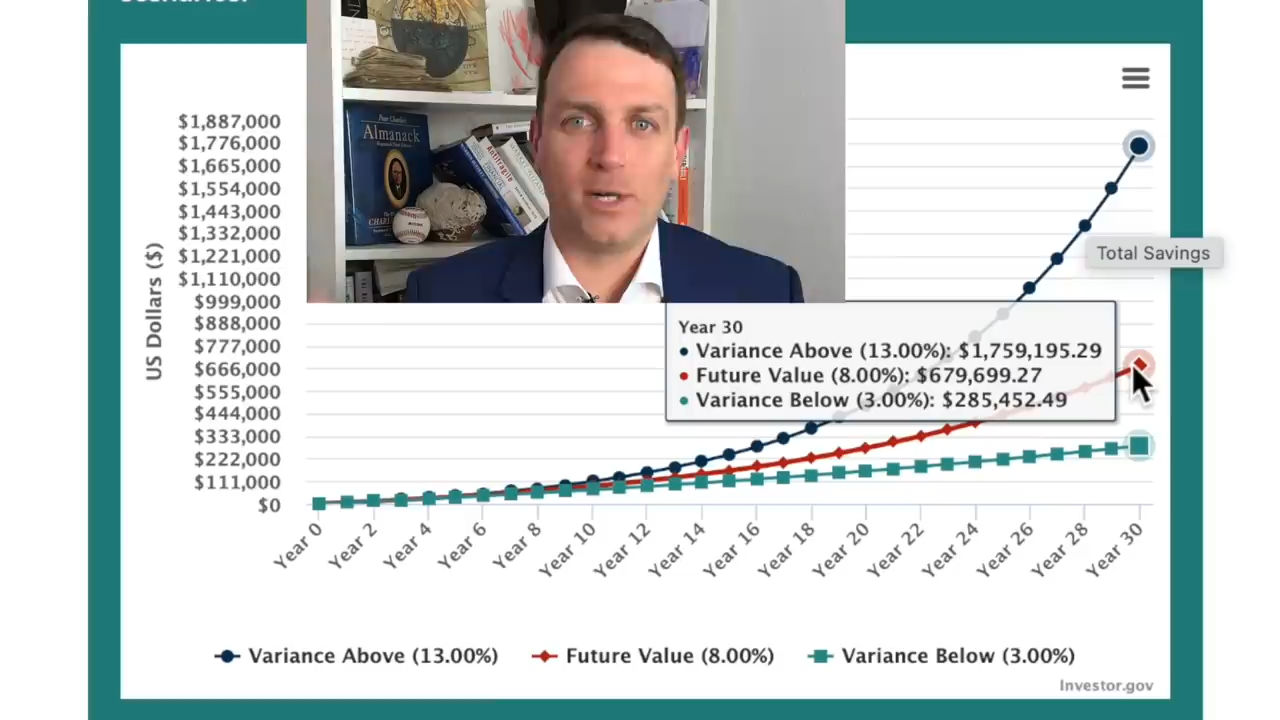 Almanack
Antifragile
$1,887,000
$1,776,000
$1,665,000
$1,554,000
$1,443,000
$1,332,000
$1,221,000
$1,110,000
$999,000
$888,000
$777,000
$666,000
$555,000
$444,000
$333,000
$222,000
$111,000
$0
US Dollars ($)
Total Savings
Year 30
Variance Above (13.00%): $1,759,195.29
Future Value (8.00%): $679,699.27
Variance Below (3.00%): $285,452.49
Year 0
Year 2
Year 4
Year 6
Year 8
Year 10
Year 12
Year 14
Year 16
Year 18
Year 20
Year 22
Year 24
Year 26
Year 28
Year 30
Variance Above (13.00%)
Future Value (8.00%)
Variance Below (3.00%)
Investor.gov